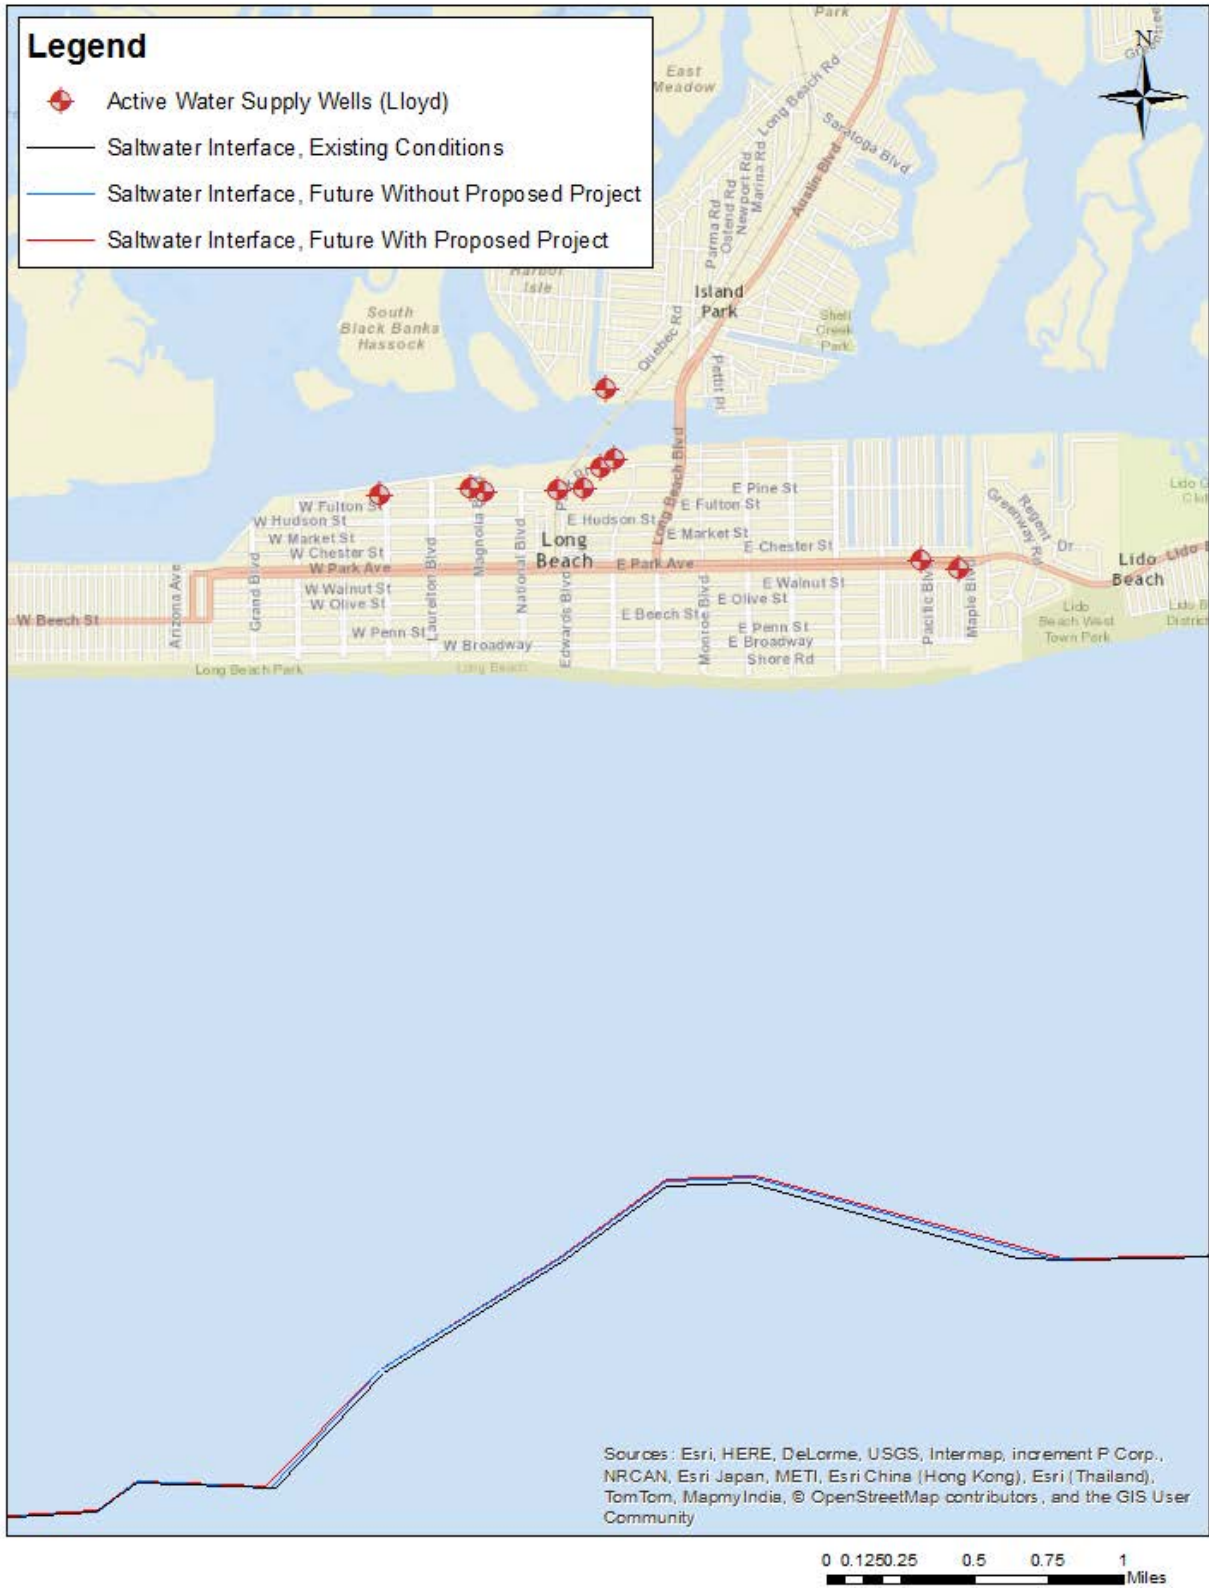 Legend
Active Water Supply Wells (Lloyd)
Saltwater Interface, Existing Conditions
Saltwater Interface, Future Without Proposed Project
Saltwater Interface, Future With Proposed Project
Park
N
East
Meadow
Long Beach Rd
Saratoga Blvd
Austin Blvd
Marina Rd
Newport Rd
Ostend Rd
Parma Rd
Harbor
Isle
Island
Park
South
Black Banks
Hassock
Shell
Creek
Park
Quebec Rd
Pettit Pl
Long Beach Blvd
Lido
W Fulton St
W Hudson St
W Market St
W Chester St
W Park Ave
W Walnut St
W Olive St
W Penn St
W Broadway
W Beech St
Arizona Ave
Grand Blvd
Laurelton Blvd
Magnolia
National Blvd
Edwards Blvd
Long
Beach
E Pine St
E Fulton St
E Hudson St
E Market St
E Chester St
E Park Ave
E Walnut St
E Olive St
E Beech St
E Penn St
E Broadway
Shore Rd
Monroe Blvd
Pacific Blv
Maple Blvd
Greenway Rd
Regent
Dr
Lido
Beach
Lido
Lido
Beach West
Town Park
Lido B
District
Long Beach Park
Long Beach
Sources: Esri, HERE, DeLorme, USGS, Intermap, increment P Corp.,
NRCAN, Esri Japan, METI, Esri China (Hong Kong), Esri (Thailand),
TomTom, MapmyIndia, © OpenStreetMap contributors, and the GIS User
Community
0 0.125 0.25 0.5 0.75 1
Miles